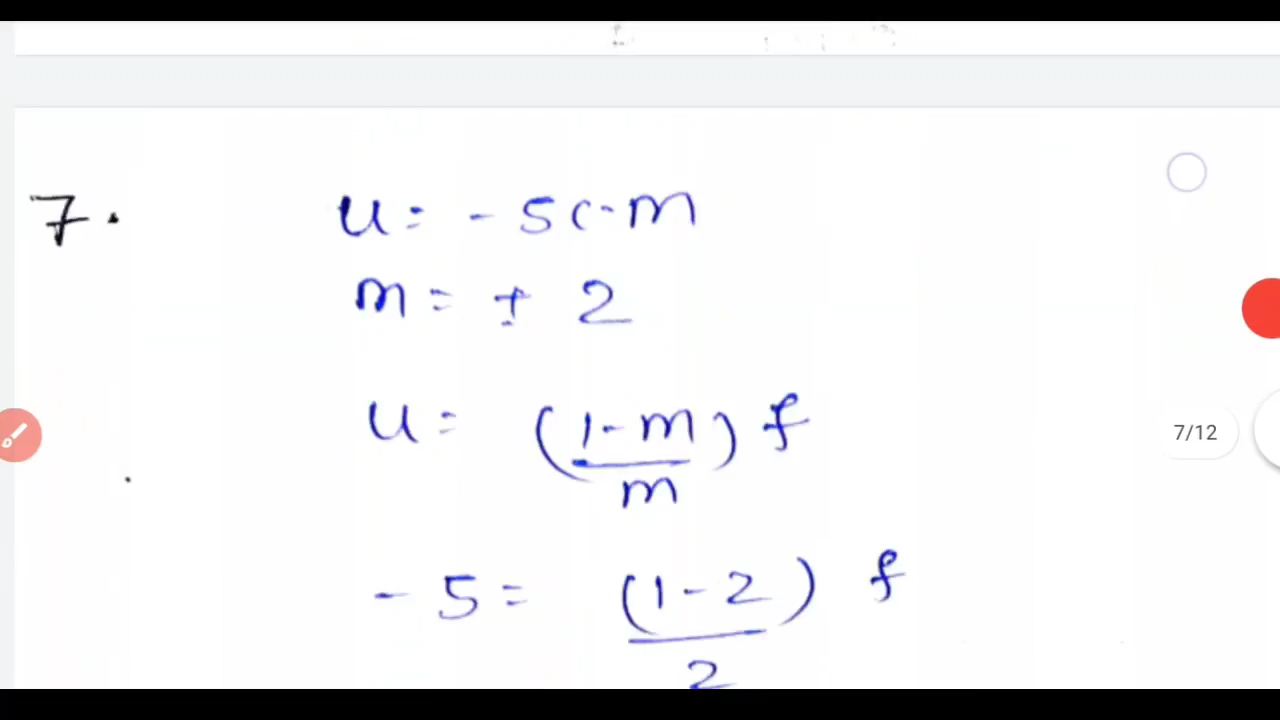 7. u = - 5 c.m
m = ± 2
u = (1-m/m) f
7/12
- 5 = (1-2)/2 f